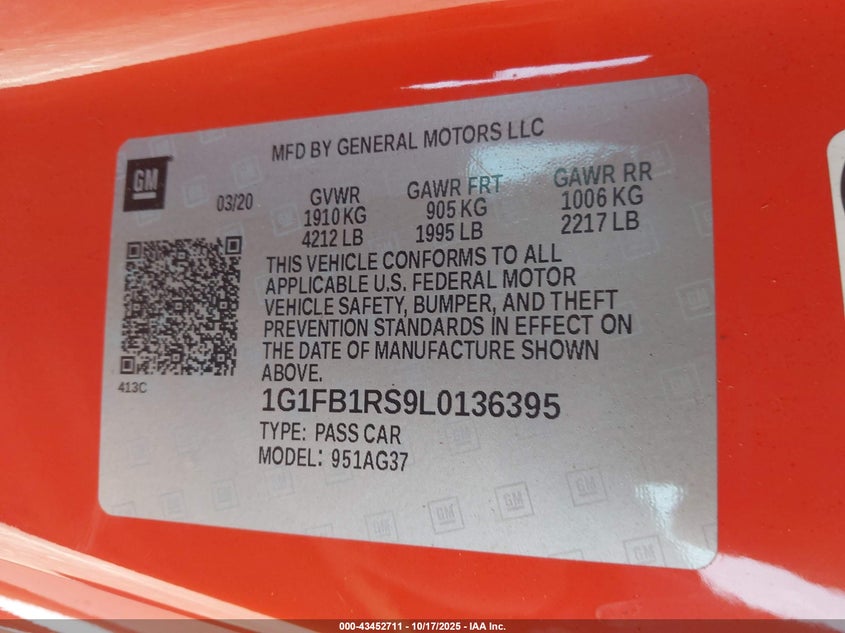 MFD BY GENERAL MOTORS LLC
GM
03/20
GVWR GAWR FRT GAWR RR
1910 KG 905 KG 1006 KG
4212 LB 1995 LB 2217 LB
THIS VEHICLE CONFORMS TO ALL
APPLICABLE U.S. FEDERAL MOTOR
VEHICLE SAFETY, BUMPER, AND THEFT
PREVENTION STANDARDS IN EFFECT ON
THE DATE OF MANUFACTURE SHOWN
ABOVE.
413C
1G1FB1RS9L0136395
TYPE: PASS CAR
MODEL: 951AG37
000-43452711 - 10/17/2025 - IAA Inc.